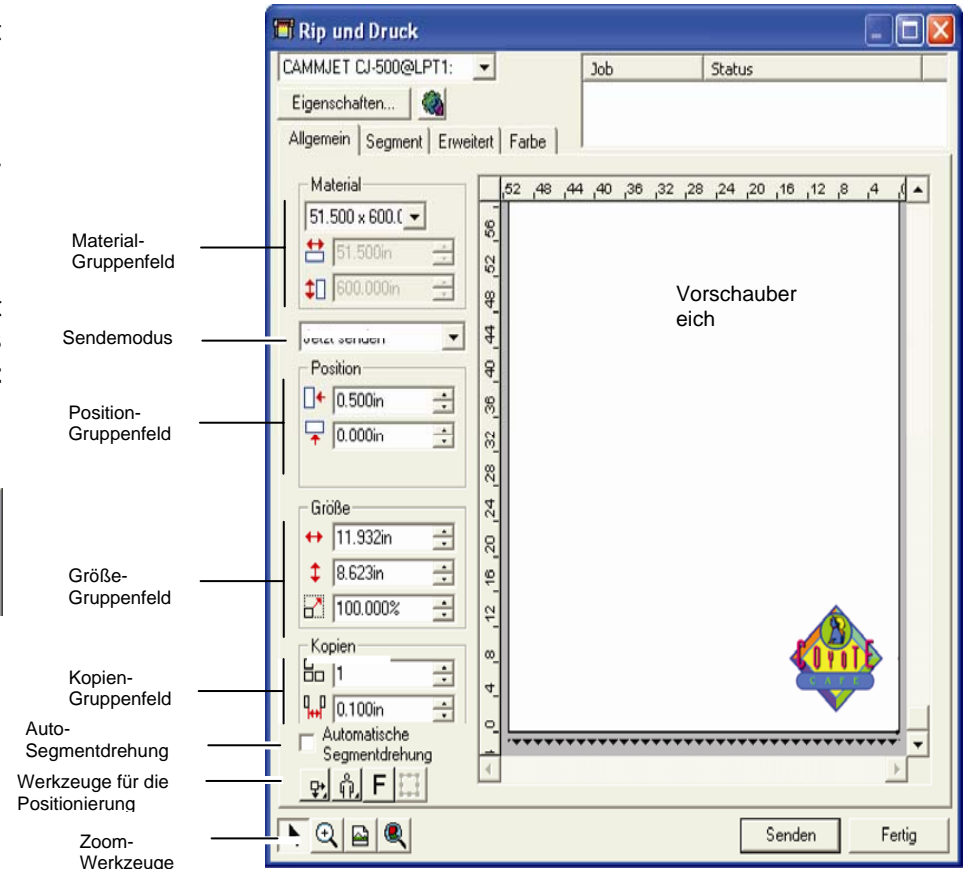 Rip und Druck
CAMMJET CJ-500@LPT1:
Job Status
Eigenschaften...
Allgemein Segment Erweitert Farbe
Material
51.500 x 600.(
51.500in
600.000in
Jetzt senden
Position
0.500in
0.000in
Größe
11.932in
8.623in
100.000%
Kopien
1
0.100in
Automatische
Segmentdrehung
F
,52 ,48 ,44 ,40 ,36 ,32 ,28 ,24 ,20 ,16 ,12 ,8 ,4
56
52
48
44
40
36
32
28
24
20
16
12
8
4
0
Vorschauber
eich
COYOTE
CAFE
Senden Fertig
Material-
Gruppenfeld
Sendemodus
Position-
Gruppenfeld
Größe-
Gruppenfeld
Kopien-
Gruppenfeld
Auto-
Segmentdrehung
Werkzeuge für die
Positionierung
Zoom-
Werkzeuge